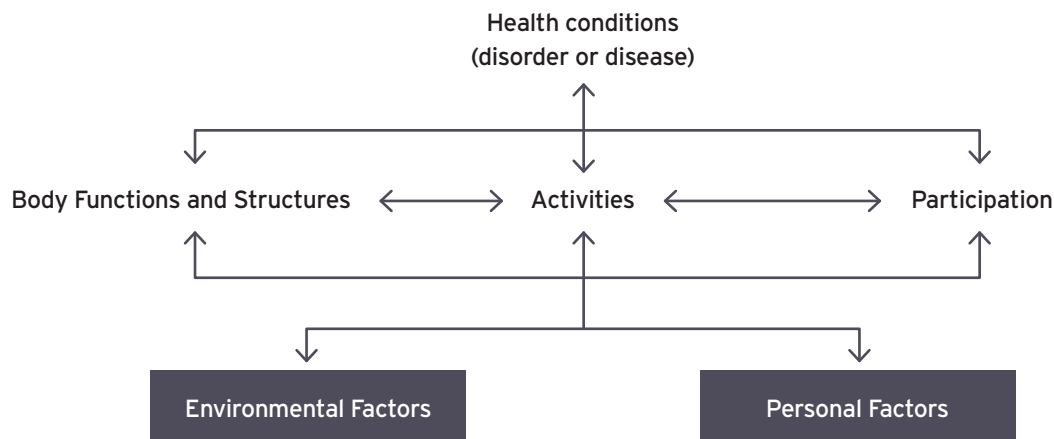 Health conditions
(disorder or disease)
Body Functions and Structures
Activities
Participation
Environmental Factors
Personal Factors